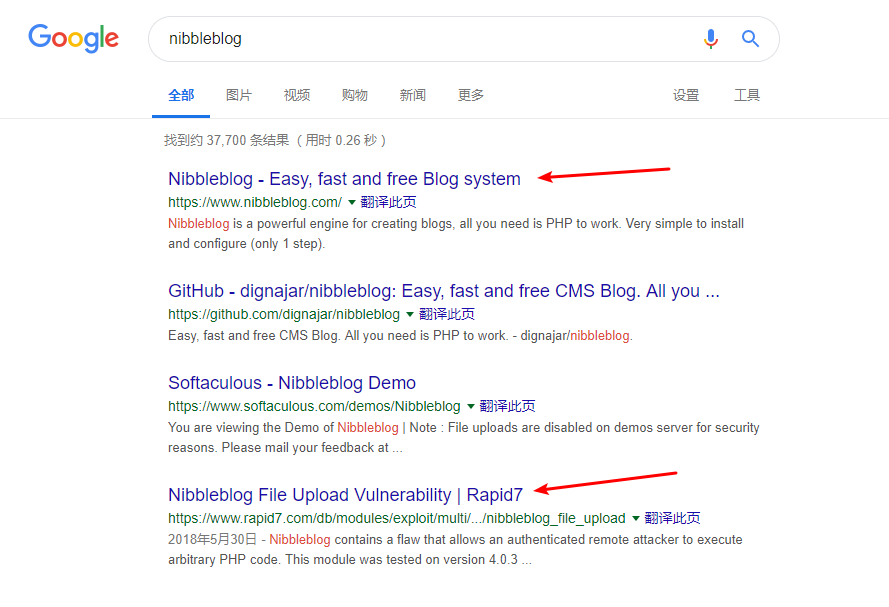 Google
nibbleblog
全部 图片 视频 购物 新闻 更多 设置 工具
找到约 37,700 条结果 （用时 0.26 秒）
Nibbleblog - Easy, fast and free Blog system
https://www.nibbleblog.com/ 翻译此页
Nibbleblog is a powerful engine for creating blogs, all you need is PHP to work. Very simple to install
and configure (only 1 step).
GitHub - dignajar/nibbleblog: Easy, fast and free CMS Blog. All you ...
https://github.com/dignajar/nibbleblog 翻译此页
Easy, fast and free CMS Blog. All you need is PHP to work. - dignajar/nibbleblog.
Softaculous - Nibbleblog Demo
https://www.softaculous.com/demos/Nibbleblog 翻译此页
You are viewing the Demo of Nibbleblog | Note : File uploads are disabled on demos server for security
reasons. Please mail your feedback at ...
Nibbleblog File Upload Vulnerability | Rapid7
https://www.rapid7.com/db/modules/exploit/multi/.../nibbleblog_file_upload 翻译此页
2018年5月30日 - Nibbleblog contains a flaw that allows an authenticated remote attacker to execute
arbitrary PHP code. This module was tested on version 4.0.3 ...